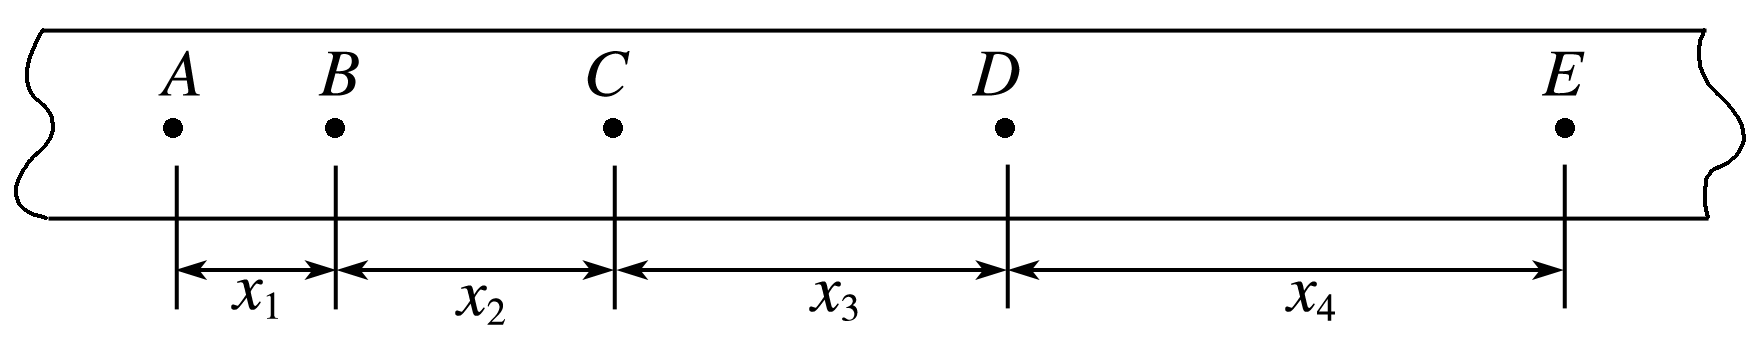 A B C D E
x₁ x₂ x₃ x₄